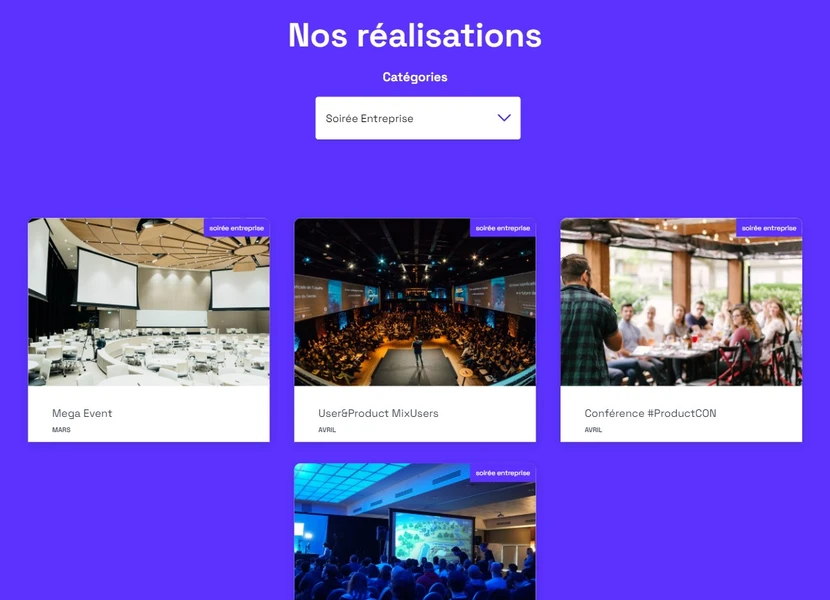 Nos réalisations
Catégories
Soirée Entreprise
soirée entreprise
soirée entreprise
soirée entreprise
Mega Event
MARS
User&Product MixUsers
AVRIL
Conférence #ProductCON
AVRIL
soirée entreprise